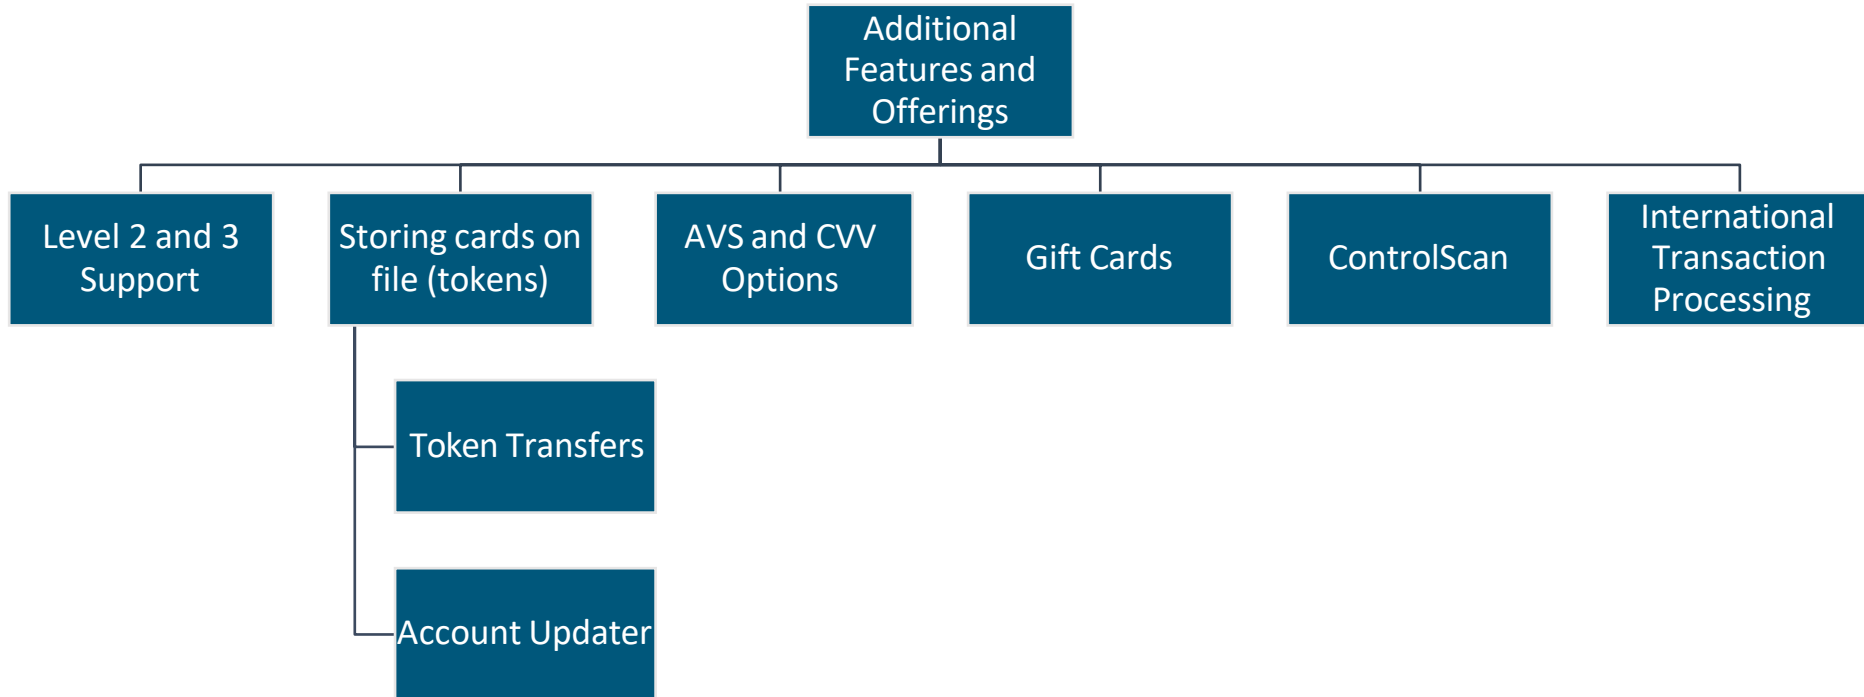 Additional
Features and
Offerings
Level 2 and 3
Support
Storing cards on
file (tokens)
AVS and CVV
Options
Gift Cards
ControlScan
International
Transaction
Processing
Token Transfers
Account Updater